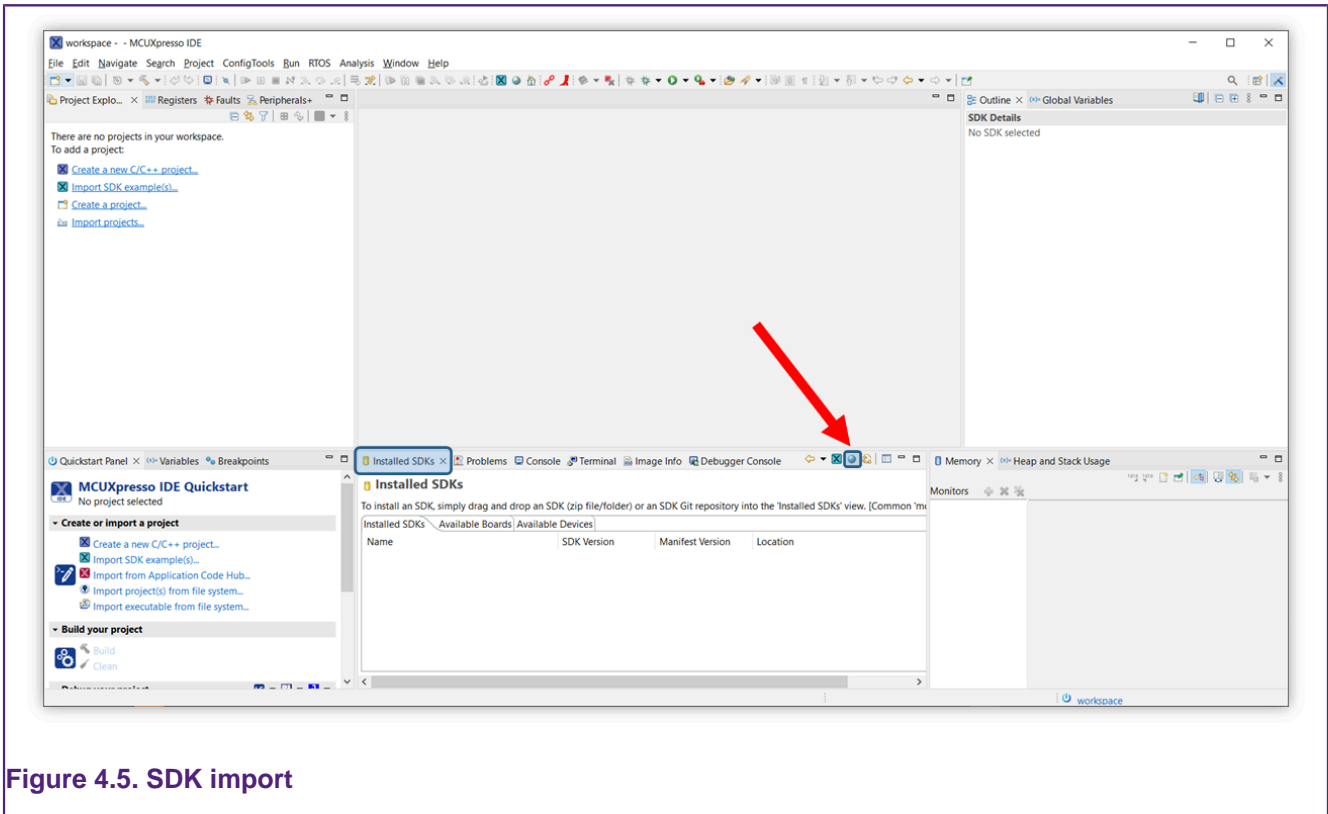 workspace - - MCUXpresso IDE
File Edit Navigate Search Project ConfigTools Run RTOS Analysis Window Help
Project Explo... Registers Faults Peripherals+
There are no projects in your workspace.
To add a project:
Create a new C/C++ project...
Import SDK example(s)...
Create a project...
Import projects...
Outline Global Variables
SDK Details
No SDK selected
Quickstart Panel Variables Breakpoints
MCUXpresso IDE Quickstart
IDE
No project selected
Create or import a project
Create a new C/C++ project...
Import SDK example(s)...
Import from Application Code Hub...
Import project(s) from file system...
Import executable from file system...
Build your project
Build
Clean
Installed SDKs Problems Console Terminal Image Info Debugger Console
Installed SDKs
To install an SDK, simply drag and drop an SDK (zip file/folder) or an SDK Git repository into the 'Installed SDKs' view. [Common 'm
Installed SDKs Available Boards Available Devices
Name SDK Version Manifest Version Location
Memory Heap and Stack Usage
Monitors
workspace
Figure 4.5. SDK import